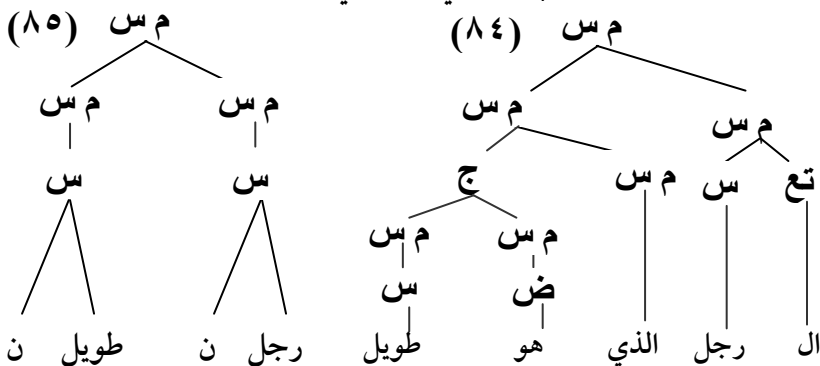 (٨٤) م س
م س م س
تع س م س ج
م س م س
ض س
ال رجل الذي هو طويل
(٨٥) م س
م س م س
س س
رجل ن طويل ن